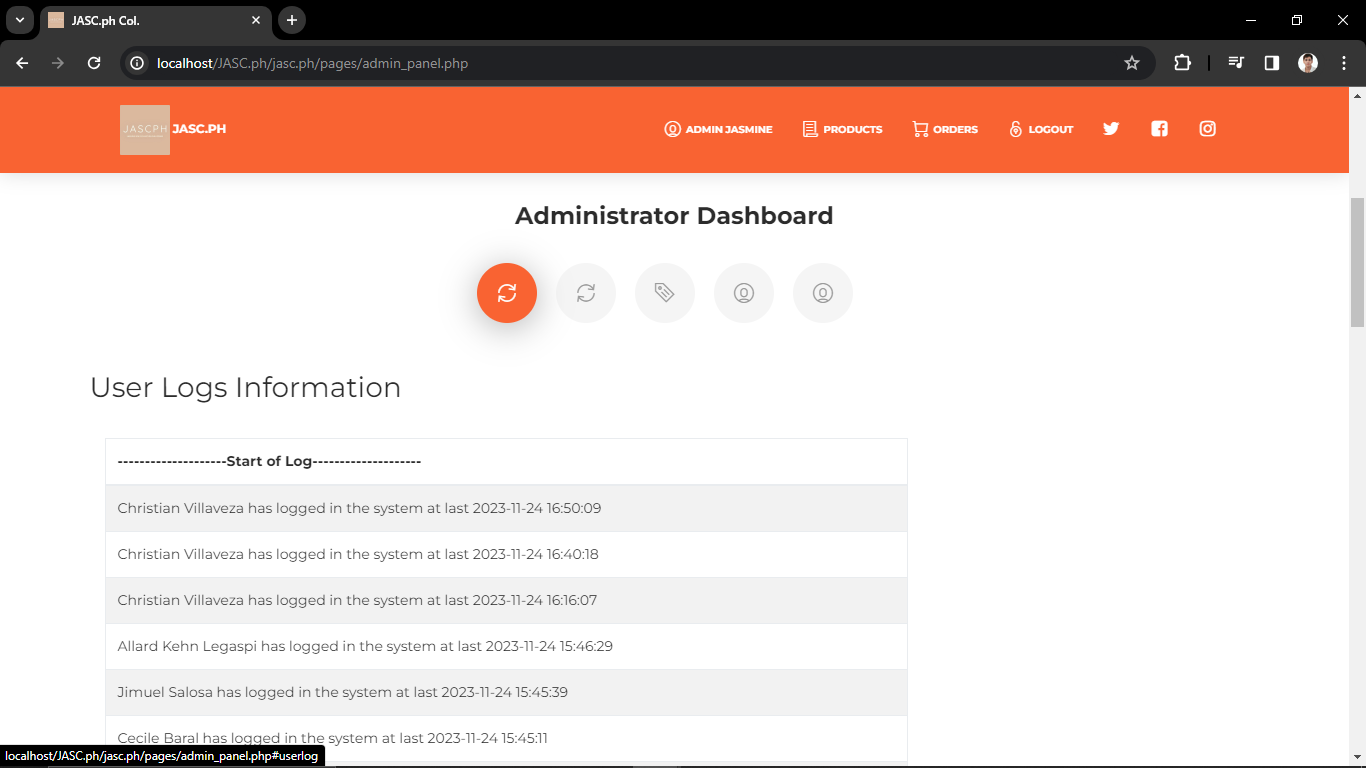 JASC.ph Col.
localhost/JASC.ph/jasc.ph/pages/admin_panel.php
JASCPH JASC.PH ADMIN JASMINE PRODUCTS ORDERS LOGOUT
Administrator Dashboard
User Logs Information
--------------------Start of Log--------------------
Christian Villaveza has logged in the system at last 2023-11-24 16:50:09
Christian Villaveza has logged in the system at last 2023-11-24 16:40:18
Christian Villaveza has logged in the system at last 2023-11-24 16:16:07
Allard Kehn Legaspi has logged in the system at last 2023-11-24 15:46:29
Jimuel Salosa has logged in the system at last 2023-11-24 15:45:39
Cecile Baral has logged in the system at last 2023-11-24 15:45:11
localhost/JASC.ph/jasc.ph/pages/admin_panel.php#userlog